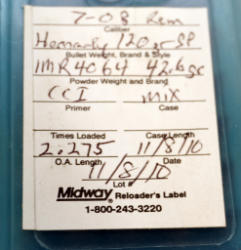 7-08 Rem
Caliber
Hornady 120 gr SP
Bullet Weight, Brand & Style
IMR 4064 42.6 gr
Powder Weight and Brand
CCI MIX
Primer Case
Times Loaded Case Length
2.275 11/8/10
O.A. Length Date
11/8/10
Lot #
Midway Reloader's Label
1-800-243-3220